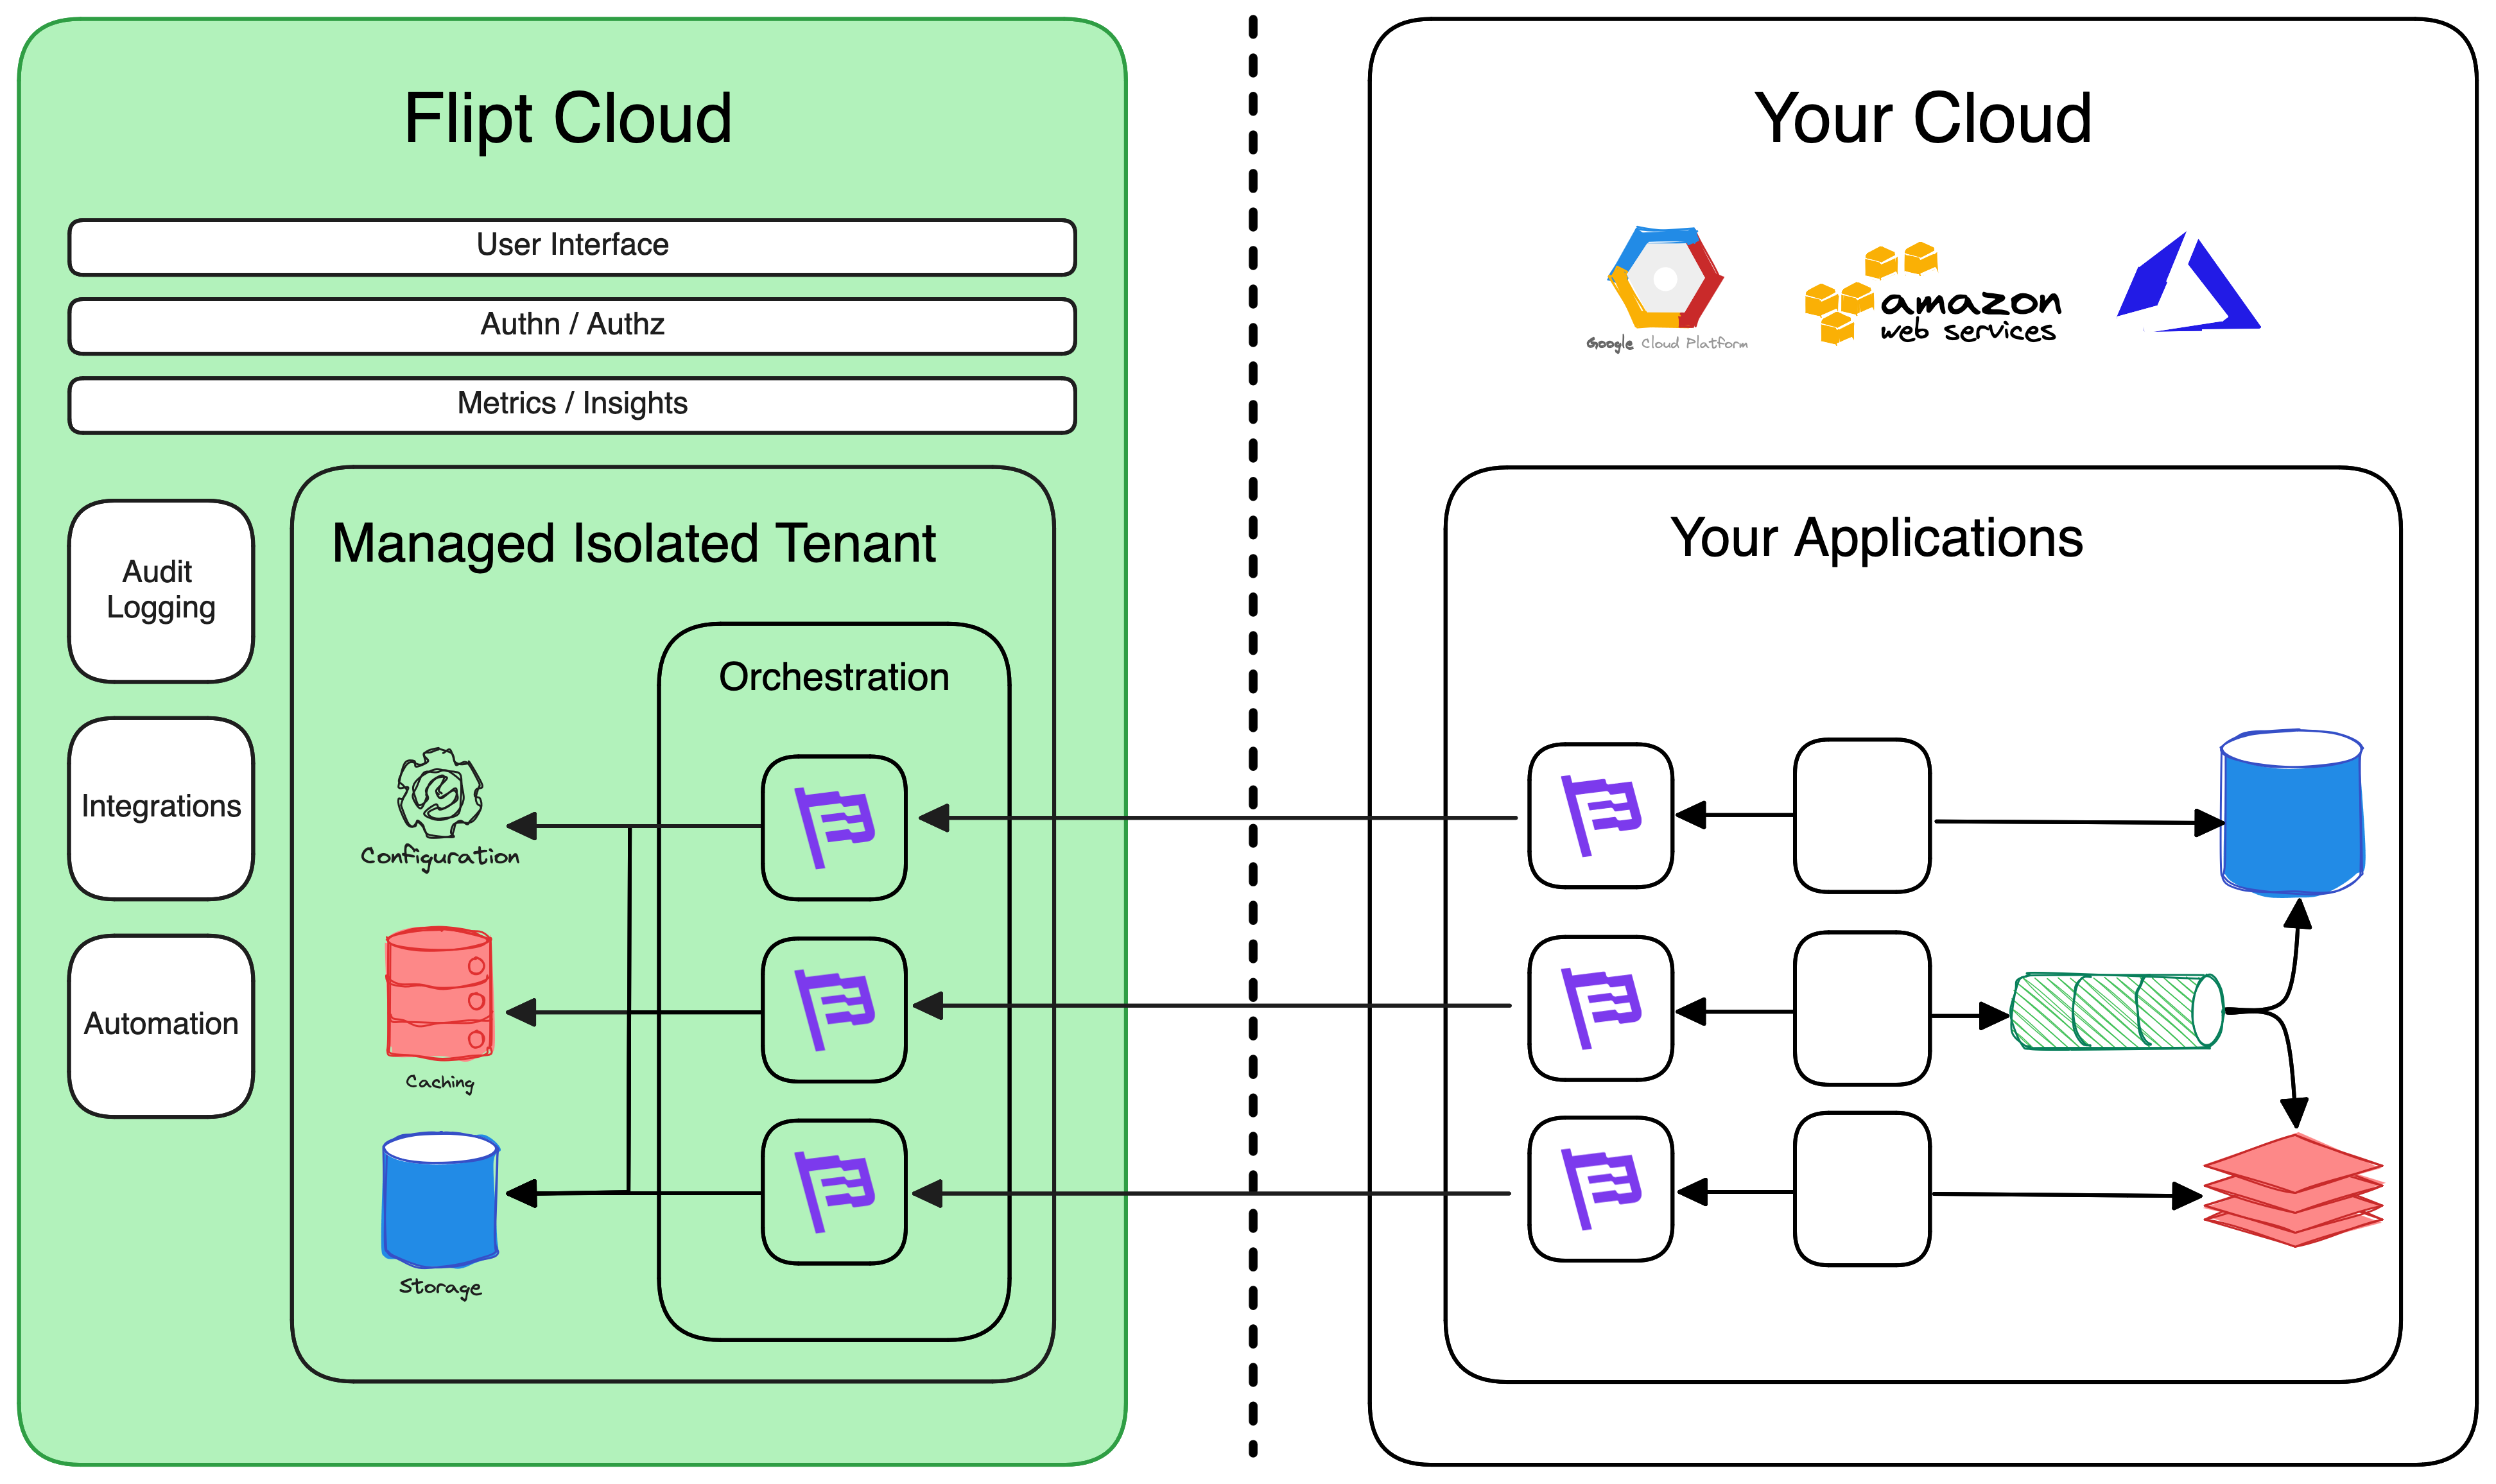 Flipt Cloud
User Interface
Authn / Authz
Metrics / Insights
Audit
Logging
Integrations
Automation
Managed Isolated Tenant
Orchestration
Configuration
Caching
Storage
Your Cloud
Google Cloud Platform
amazon
web services
Your Applications